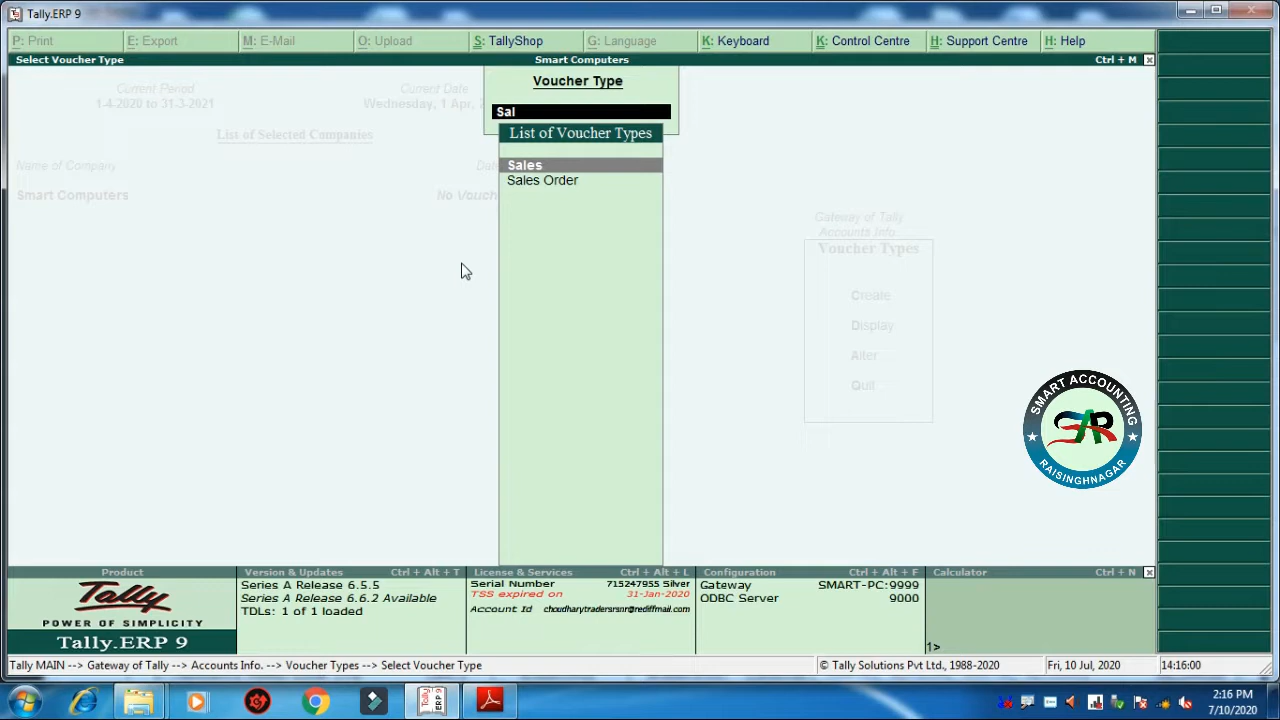 Tally.ERP 9
P: Print
E: Export
M: E-Mail
O: Upload
S: TallyShop
G: Language
K: Keyboard
K: Control Centre
H: Support Centre
H: Help
Select Voucher Type
Smart Computers
Ctrl + M
Current Period
1-4-2020 to 31-3-2021
Current Date
Wednesday, 1 Apr,
List of Selected Companies
Name of Company
Smart Computers
No Vouch
Voucher Type
Sal
List of Voucher Types
Sales
Sales Order
Gateway of Tally
Accounts Info.
Voucher Types
Create
Display
Alter
Quit
SMART ACCOUNTING
SAR
RAISINGHNAGAR
Product
Tally
POWER OF SIMPLICITY
Tally.ERP 9
Version & Updates Ctrl + Alt + T
Series A Release 6.5.5
Series A Release 6.6.2 Available
TDLs: 1 of 1 loaded
License & Services Ctrl + Alt + L
Serial Number 715247955 Silver
TSS expired on 31-Jan-2020
Account Id choudharytradersrsnr@rediffmail.com
Configuration Ctrl + Alt + F
Gateway SMART-PC:9999
ODBC Server 9000
Calculator Ctrl + N
1>
Tally MAIN --> Gateway of Tally --> Accounts Info. --> Voucher Types --> Select Voucher Type
© Tally Solutions Pvt Ltd., 1988-2020
Fri, 10 Jul, 2020
14:16:00
2:16 PM
7/10/2020